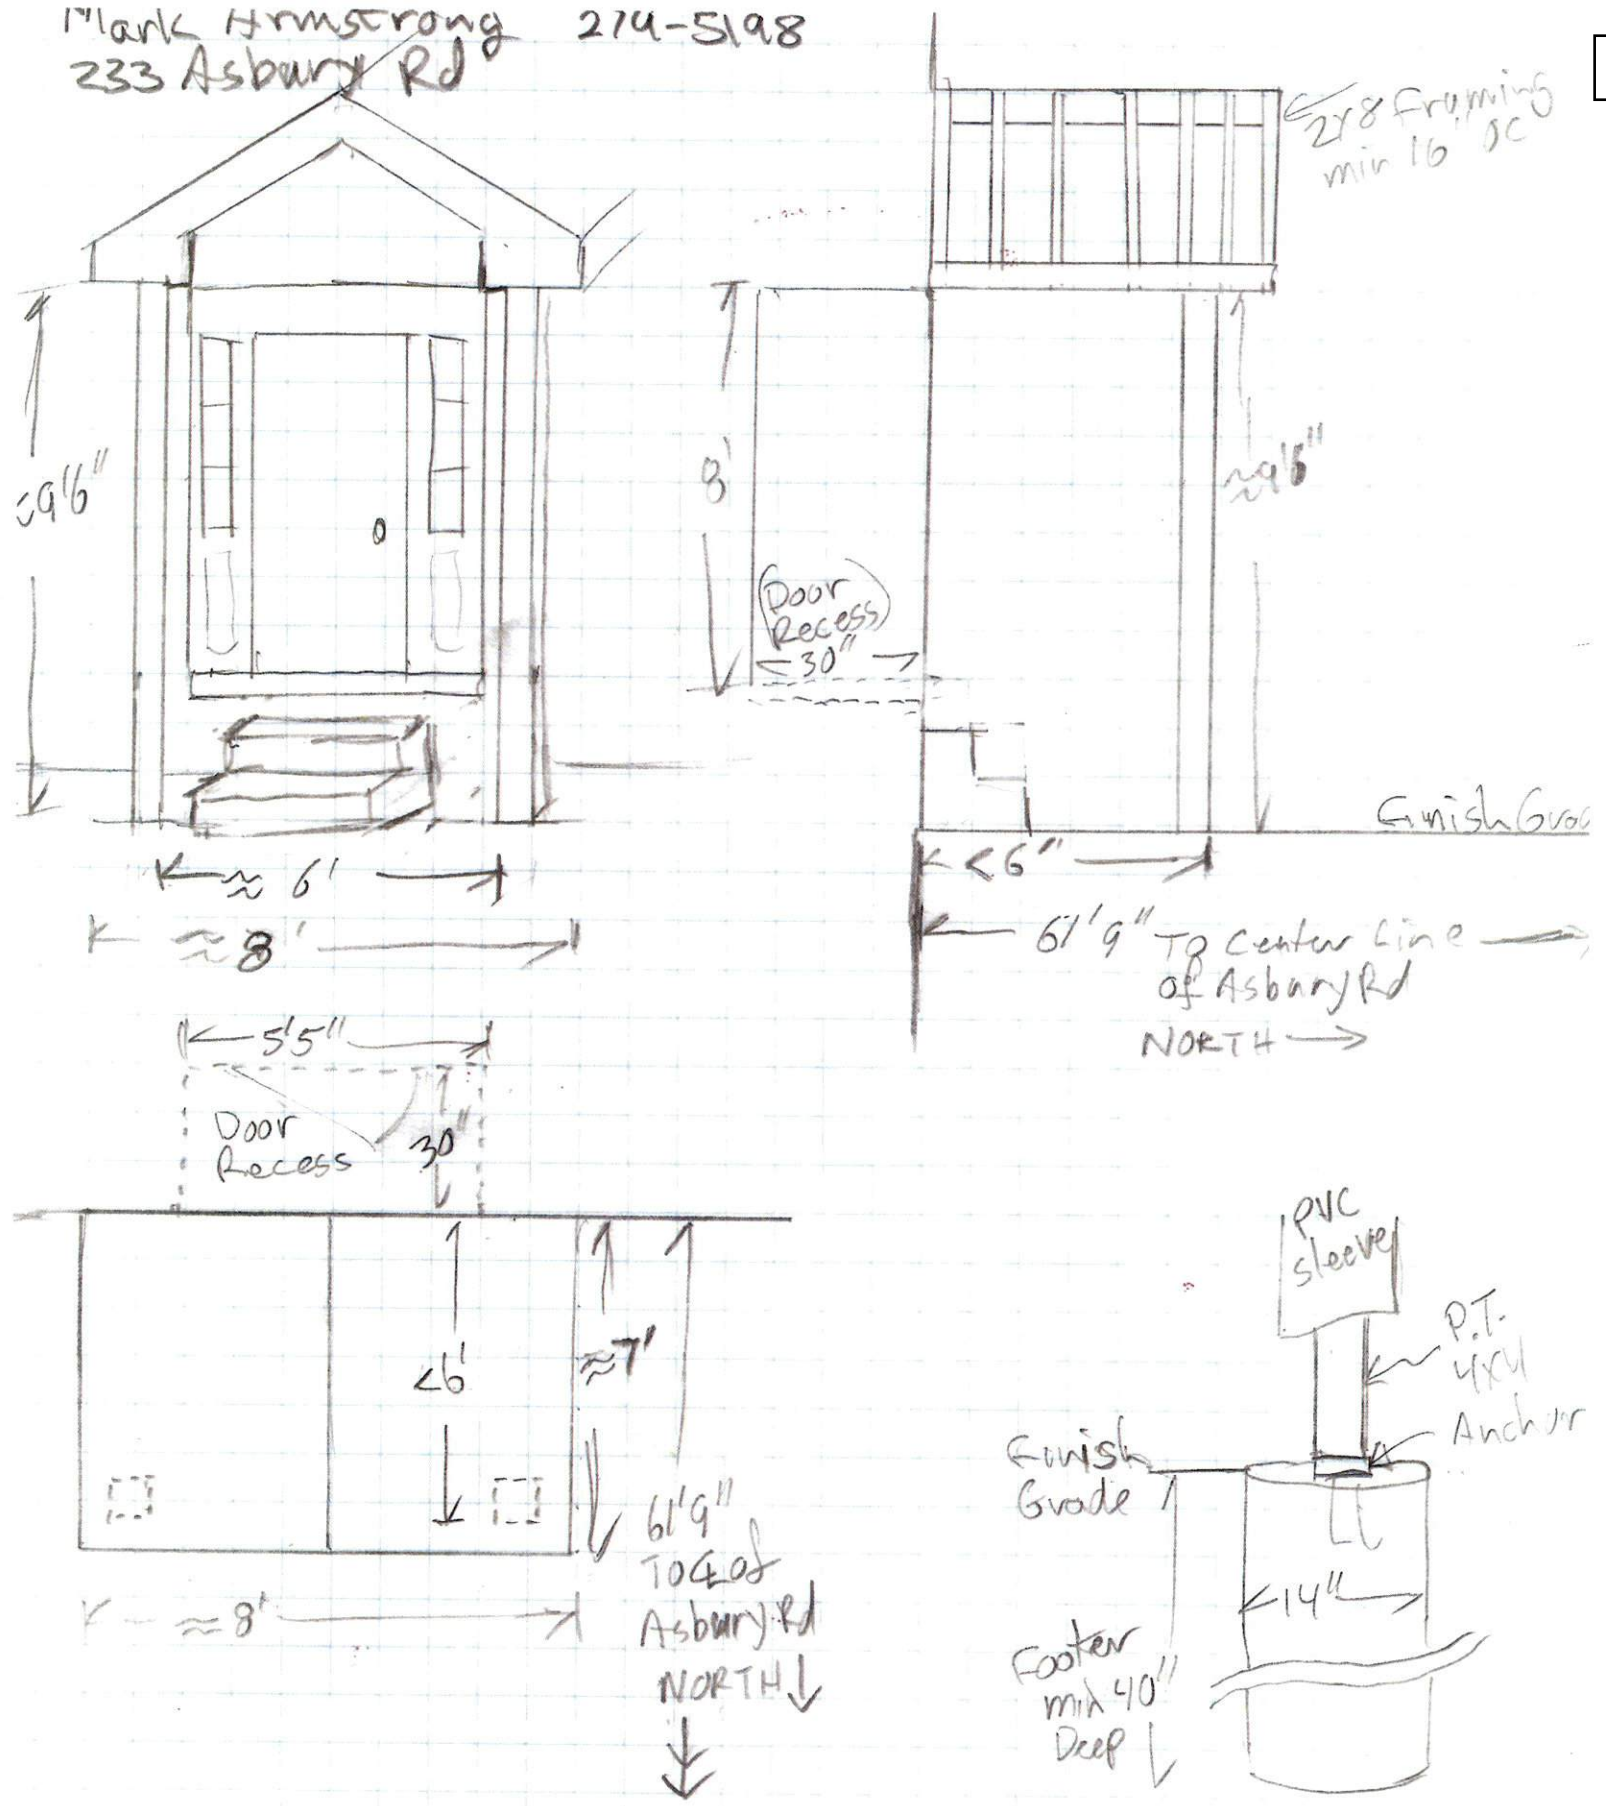 Mark Armstrong 274-5198
233 Asbury Rd
2x8 Framing
min 16" OC
≈9'6"
8'
(Door
Recess)
30"
≈9'6"
Finish Grad
≈ 6'
<6"
≈ 8'
61'9" To Center Line
of Asbury Rd
NORTH
5'5"
Door
Recess
30"
<6'
≈7'
61'9"
TO ℄ of
Asbury Rd
NORTH
≈8'
PVC
sleeve
P.T.
4x4
Anchor
Finish
Grade
14"
Footer
min 40"
Deep